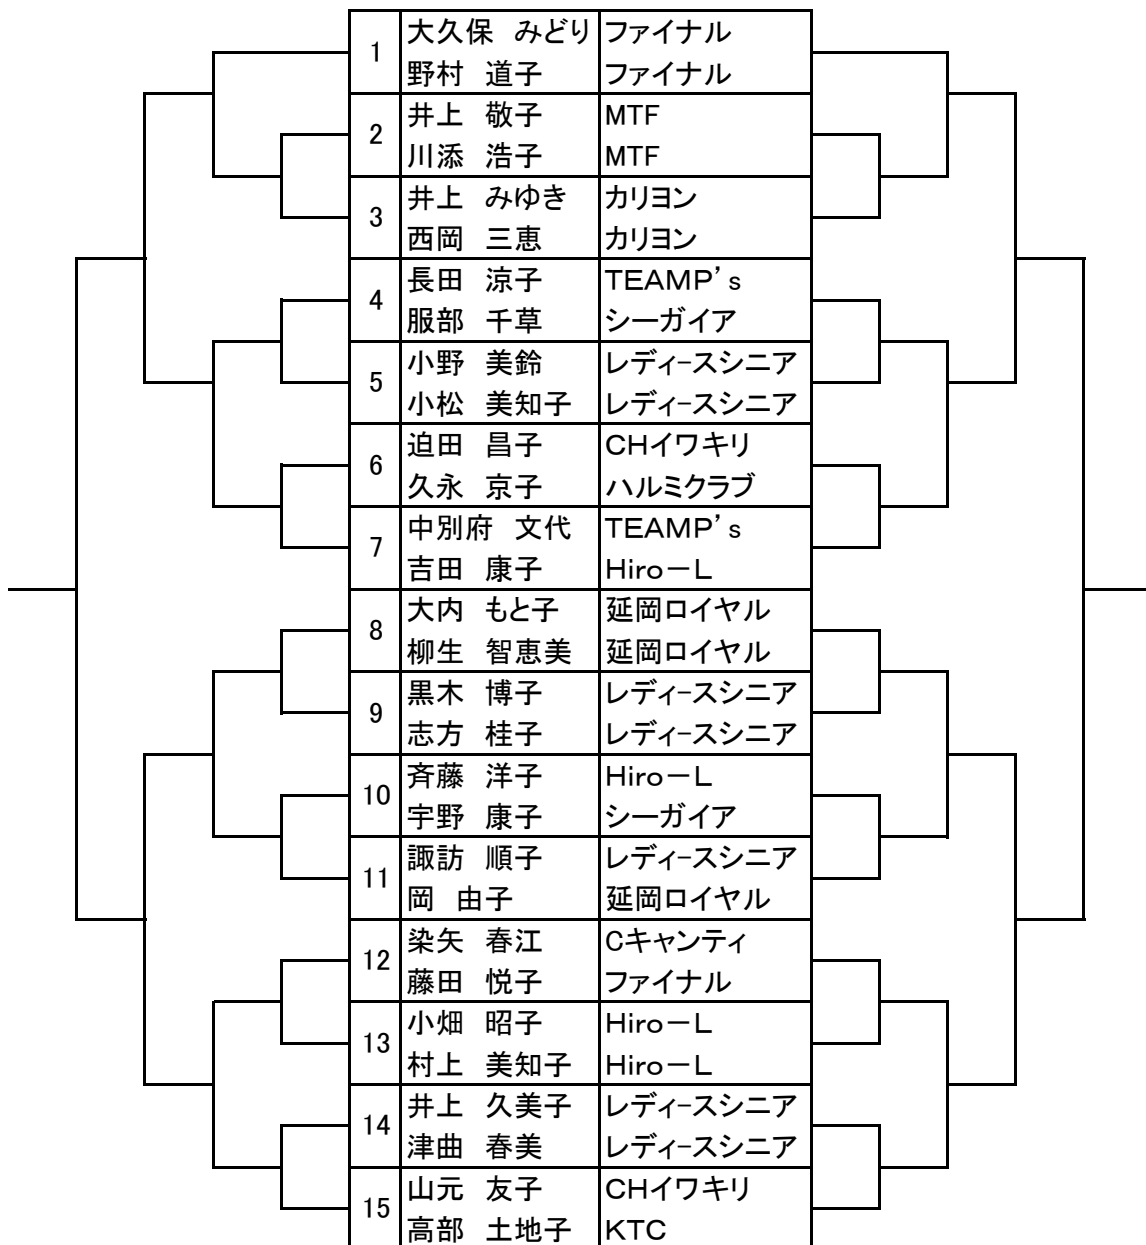 1 大久保 みどり ファイナル
野村 道子 ファイナル
2 井上 敬子 MTF
川添 浩子 MTF
3 井上 みゆき カリヨン
西岡 三恵 カリヨン
4 長田 涼子 TEAMP's
服部 千草 シーガイア
5 小野 美鈴 レディースシニア
小松 美知子 レディースシニア
6 迫田 昌子 CHイワキリ
久永 京子 ハルミクラブ
7 中別府 文代 TEAMP's
吉田 康子 Hiro－L
8 大内 もと子 延岡ロイヤル
柳生 智恵美 延岡ロイヤル
9 黒木 博子 レディースシニア
志方 桂子 レディースシニア
10 斉藤 洋子 Hiro－L
宇野 康子 シーガイア
11 諏訪 順子 レディースシニア
岡 由子 延岡ロイヤル
12 染矢 春江 Cキャンティ
藤田 悦子 ファイナル
13 小畑 昭子 Hiro－L
村上 美知子 Hiro－L
14 井上 久美子 レディースシニア
津曲 春美 レディースシニア
15 山元 友子 CHイワキリ
高部 土地子 KTC